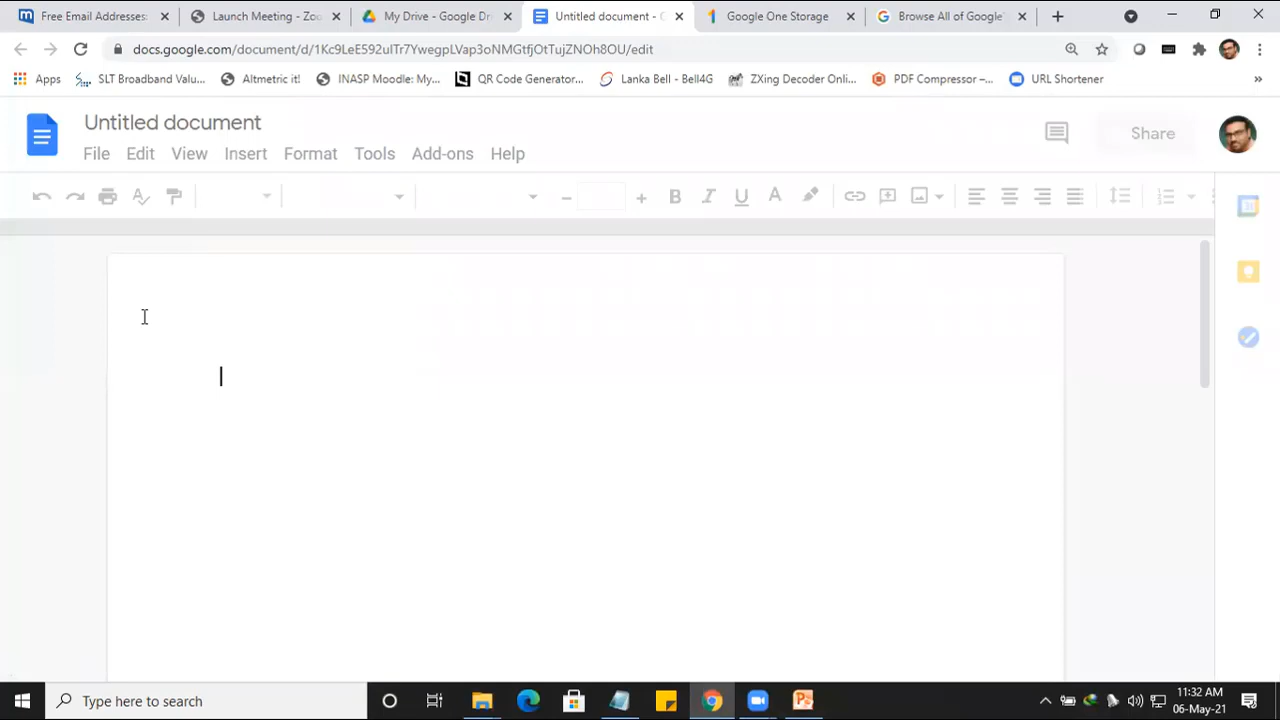 Free Email Addresses:
Launch Meeting - Zo
My Drive - Google Dr
Untitled document - G
Google One Storage
Browse All of Google'
docs.google.com/document/d/1Kc9LeE592uITr7YwegpLVap3oNMGtfjOtTujZNOh8OU/edit
Apps
SLT Broadband Valu...
Altmetric it!
INASP Moodle: My...
QR Code Generator...
Lanka Bell - Bell4G
ZXing Decoder Onli...
PDF Compressor –...
URL Shortener
»
Untitled document
Share
File Edit View Insert Format Tools Add-ons Help
Type here to search
11:32 AM
06-May-21